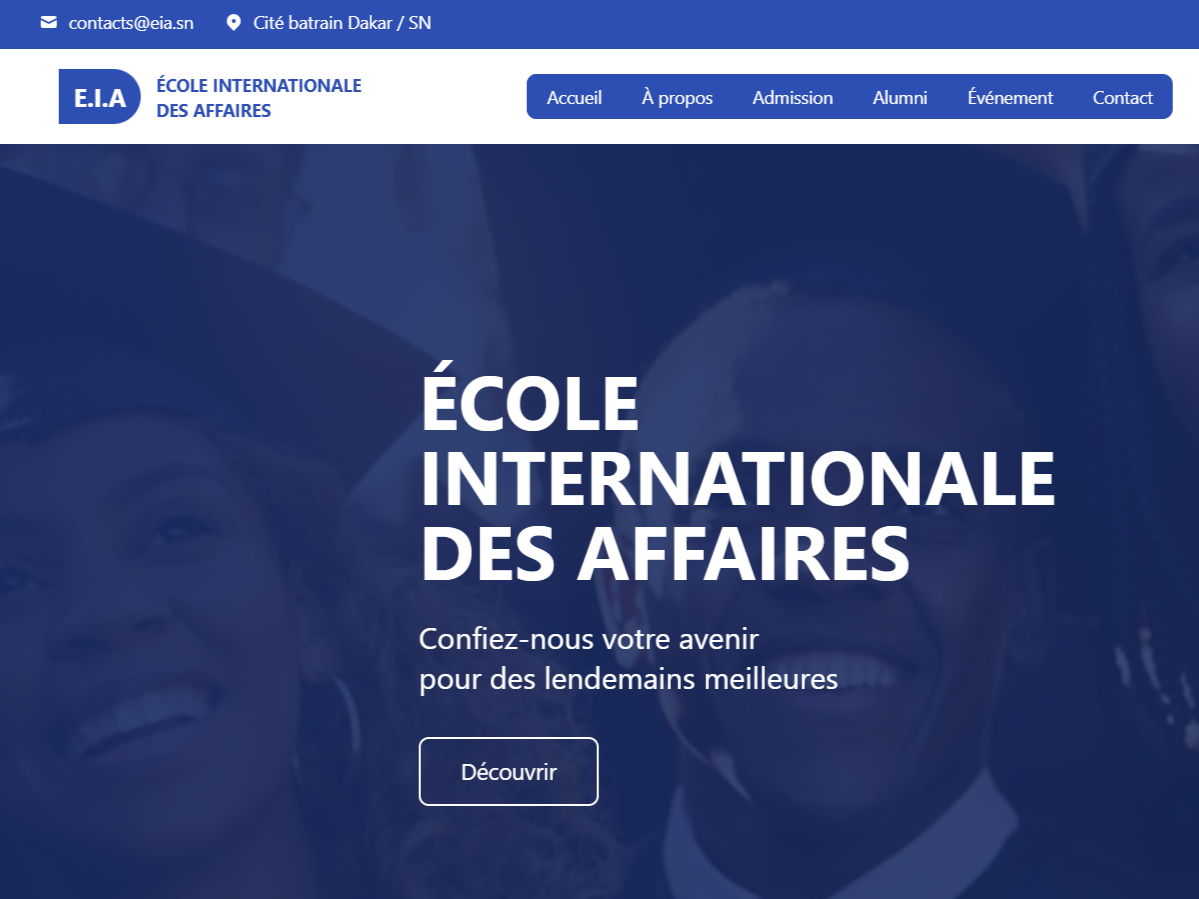 contacts@eia.sn
Cité batrain Dakar / SN
E.I.A
ÉCOLE INTERNATIONALE
DES AFFAIRES
Accueil
À propos
Admission
Alumni
Événement
Contact
ÉCOLE
INTERNATIONALE
DES AFFAIRES
Confiez-nous votre avenir
pour des lendemains meilleures
Découvrir